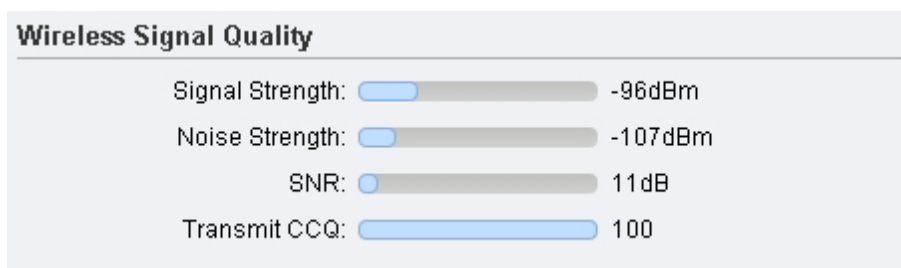 Wireless Signal Quality
Signal Strength: -96dBm
Noise Strength: -107dBm
SNR: 11dB
Transmit CCQ: 100